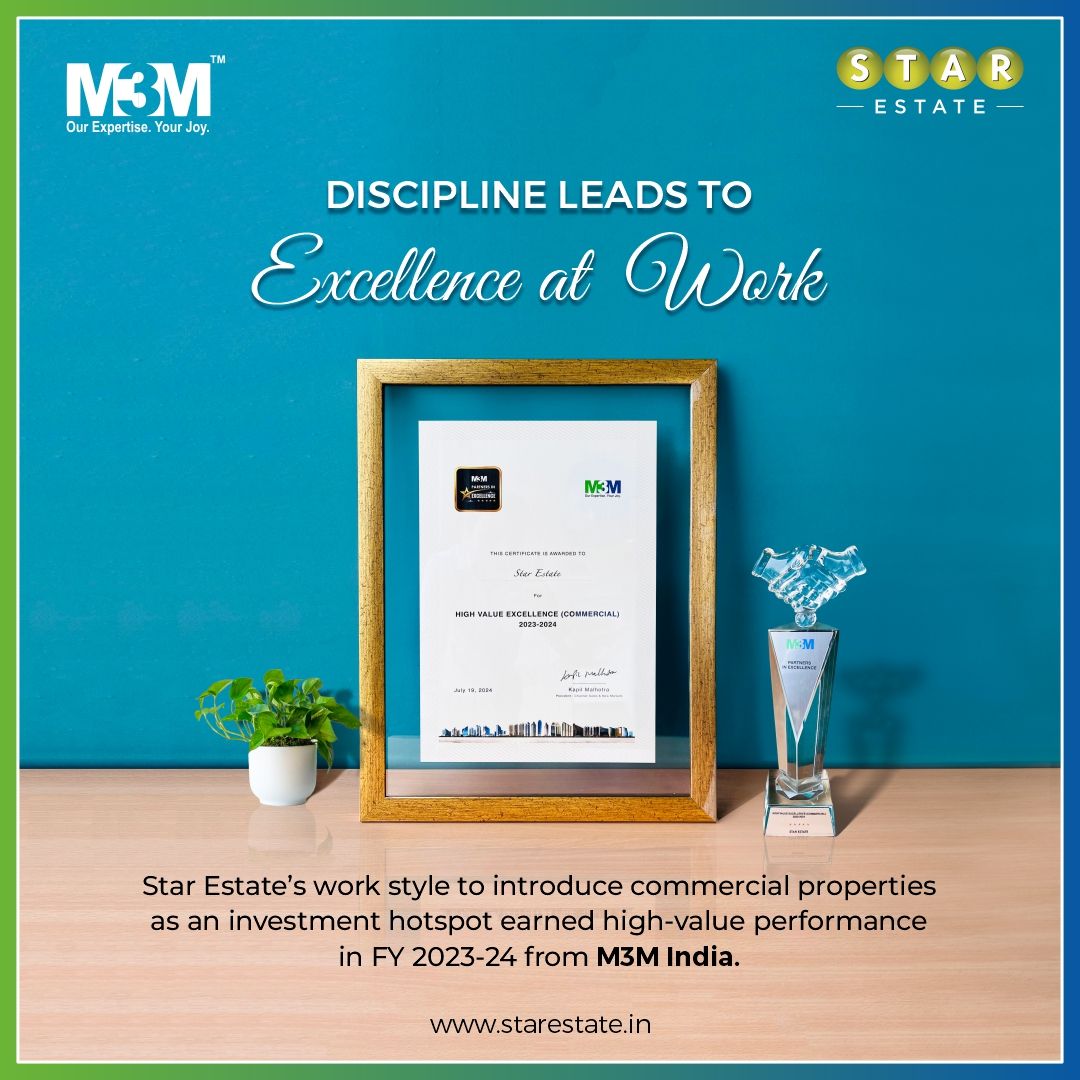 M3M™
Our Expertise. Your Joy.
STAR
ESTATE
DISCIPLINE LEADS TO
Excellence at Work
M3M
PARTNERS IN
EXCELLENCE
M3M
Our Expertise. Your Joy.
THIS CERTIFICATE IS AWARDED TO
Star Estate
For
HIGH VALUE EXCELLENCE (COMMERCIAL)
2023-2024
July 19, 2024
Kapil Malhotra
M3M
PARTNERS
IN EXCELLENCE
STAR ESTATE
Star Estate’s work style to introduce commercial properties
as an investment hotspot earned high-value performance
in FY 2023-24 from M3M India.
www.starestate.in